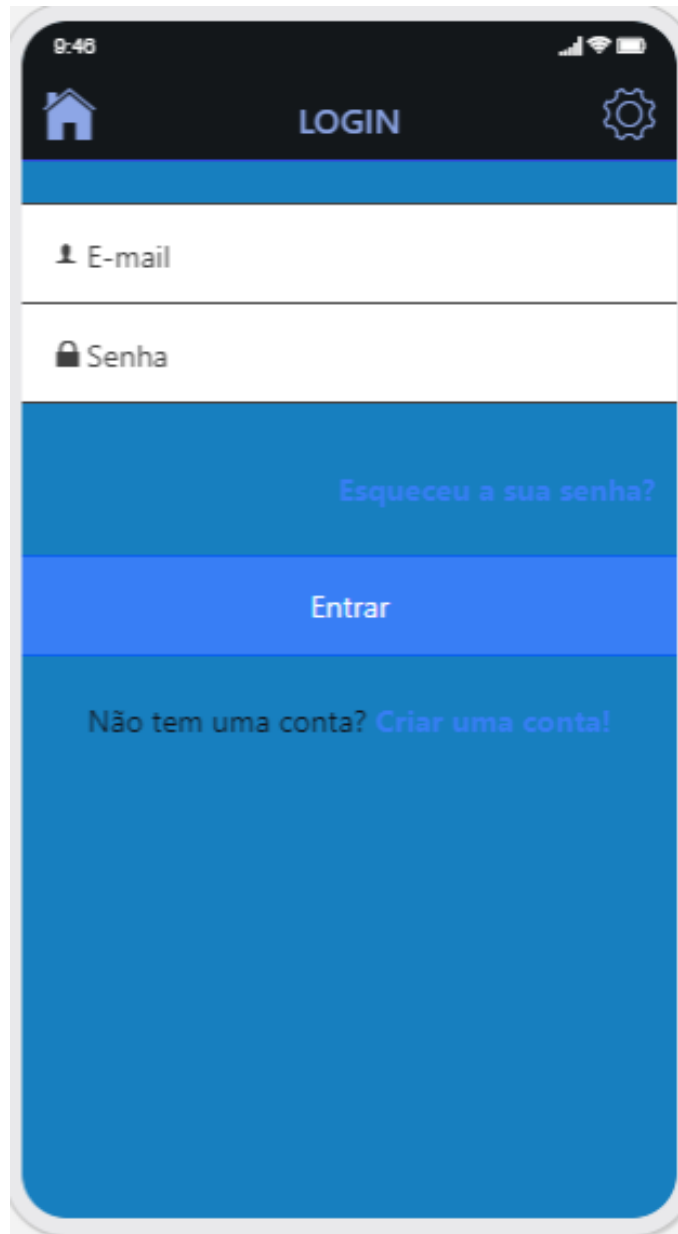 9:46
LOGIN
E-mail
Senha
Esqueceu a sua senha?
Entrar
Não tem uma conta? Criar uma conta!